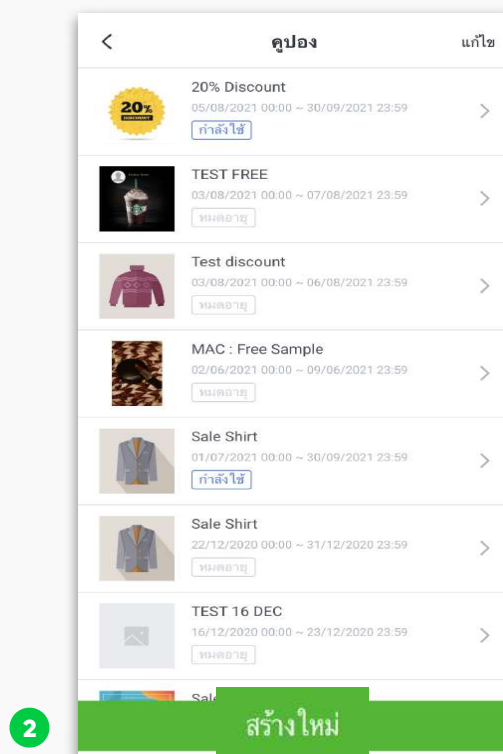 คูปอง
แก้ไข
20% Discount
05/08/2021 00:00 ~ 30/09/2021 23:59
กำลังใช้
20%
TEST FREE
03/08/2021 00:00 ~ 07/08/2021 23:59
หมดอายุ
Test discount
03/08/2021 00:00 ~ 06/08/2021 23:59
หมดอายุ
MAC : Free Sample
02/06/2021 00:00 ~ 09/06/2021 23:59
หมดอายุ
Sale Shirt
01/07/2021 00:00 ~ 30/09/2021 23:59
กำลังใช้
Sale Shirt
22/12/2020 00:00 ~ 31/12/2020 23:59
หมดอายุ
TEST 16 DEC
16/12/2020 00:00 ~ 23/12/2020 23:59
หมดอายุ
2
สร้างใหม่